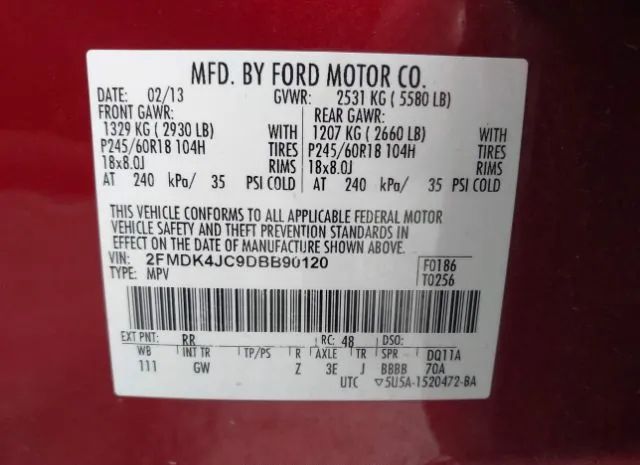 MFD. BY FORD MOTOR CO.
DATE: 02/13 GVWR: 2531 KG ( 5580 LB)
FRONT GAWR: REAR GAWR:
1329 KG ( 2930 LB) WITH 1207 KG ( 2660 LB) WITH
P245/60R18 104H TIRES P245/60R18 104H TIRES
18x8.0J RIMS 18x8.0J RIMS
AT 240 kPa/ 35 PSI COLD AT 240 kPa/ 35 PSI COLD
THIS VEHICLE CONFORMS TO ALL APPLICABLE FEDERAL MOTOR
VEHICLE SAFETY AND THEFT PREVENTION STANDARDS IN
EFFECT ON THE DATE OF MANUFACTURE SHOWN ABOVE.
VIN: 2FMDK4JC9DBB90120 F0186
TYPE: MPV T0256
EXT PNT: RR RC: 48 DSO:
WB INT TR TP/PS R AXLE TR SPR DQ11A
111 GW Z 3E J BBBB 70A
UTC ▽5U5A-1520472-BA